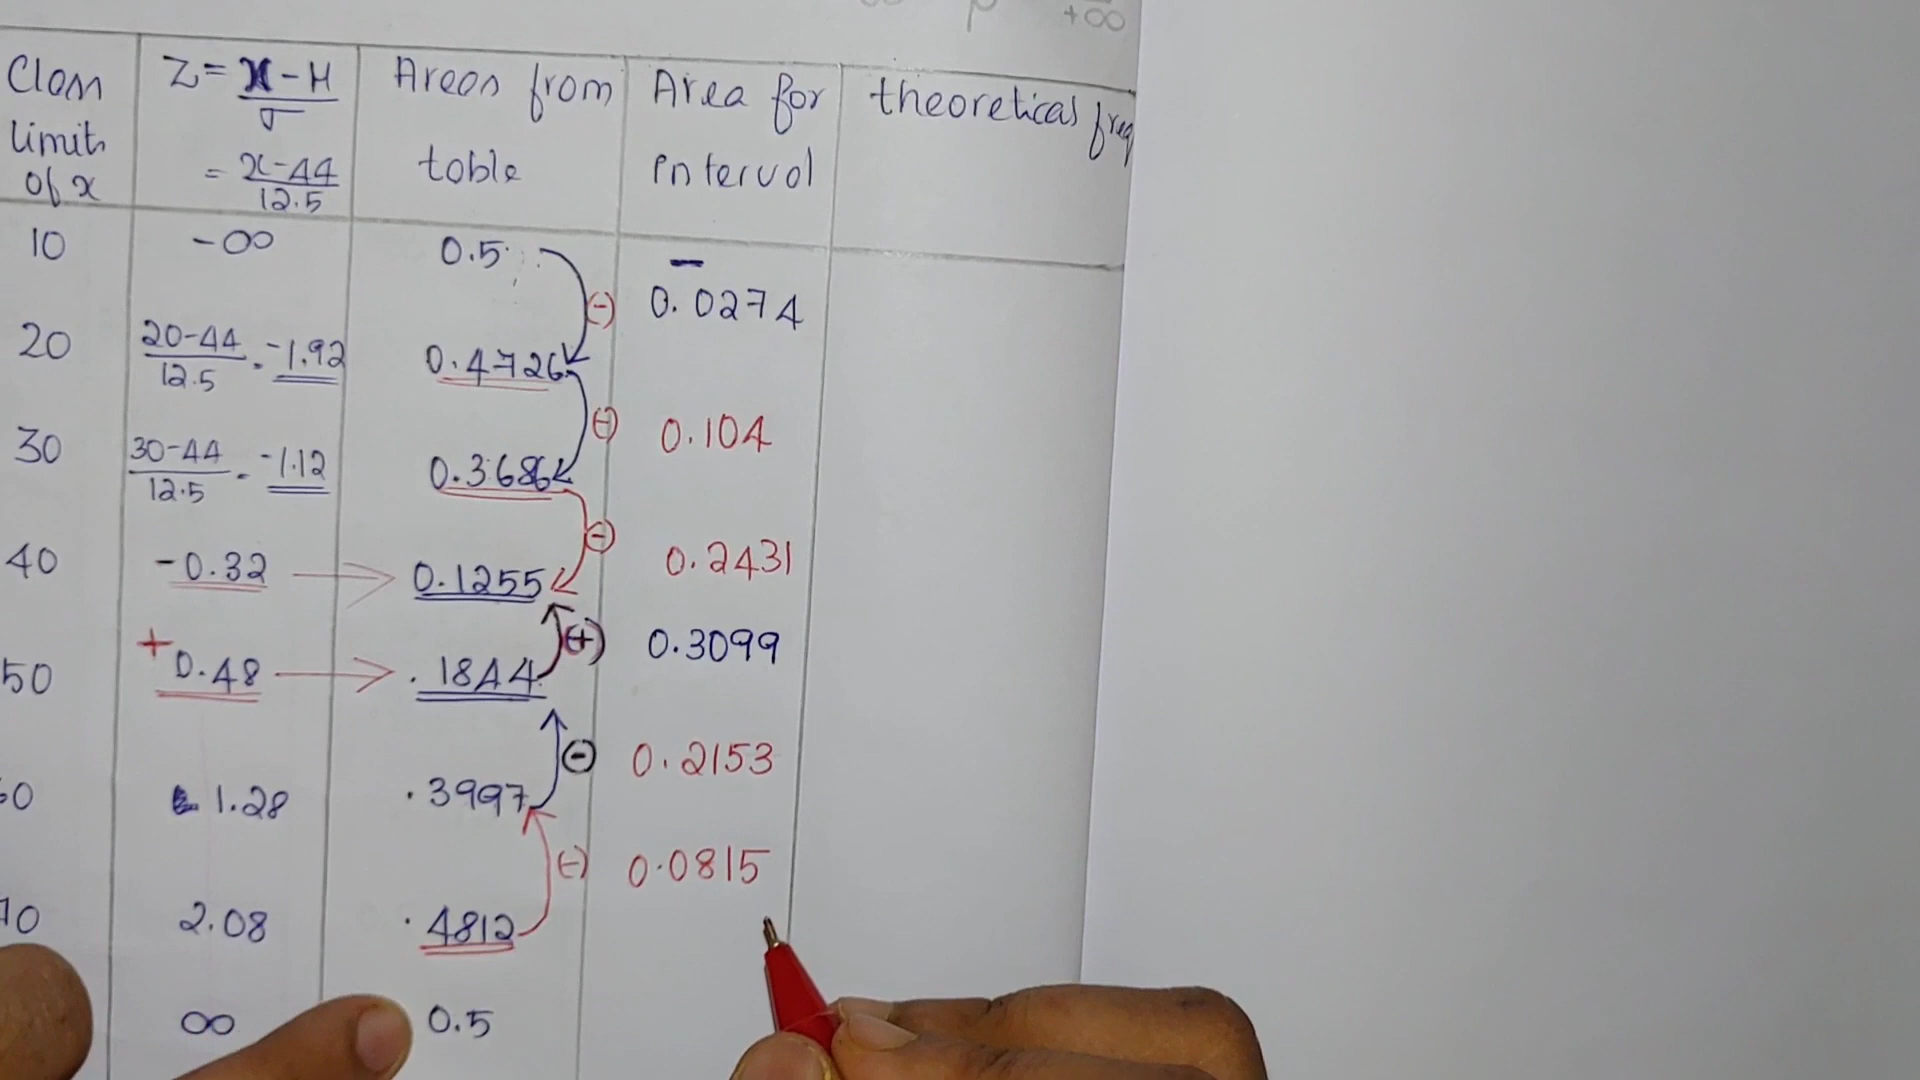 μ +∞
Class limits of x | Z = x-μ/σ = x-44/12.5 | Areas from table | Area for interval | theoretical freq
10 | -∞ | 0.5 | -
(-) 0.0274
20 | 20-44/12.5 = -1.92 | 0.4726
(-) 0.104
30 | 30-44/12.5 = -1.12 | 0.3686
(-) 0.2431
40 | -0.32 → 0.1255
(+) 0.3099
50 | +0.48 → .1844
(-) 0.2153
60 | 1.28 | .3997
(-) 0.0815
70 | 2.08 | .4812
∞ | 0.5